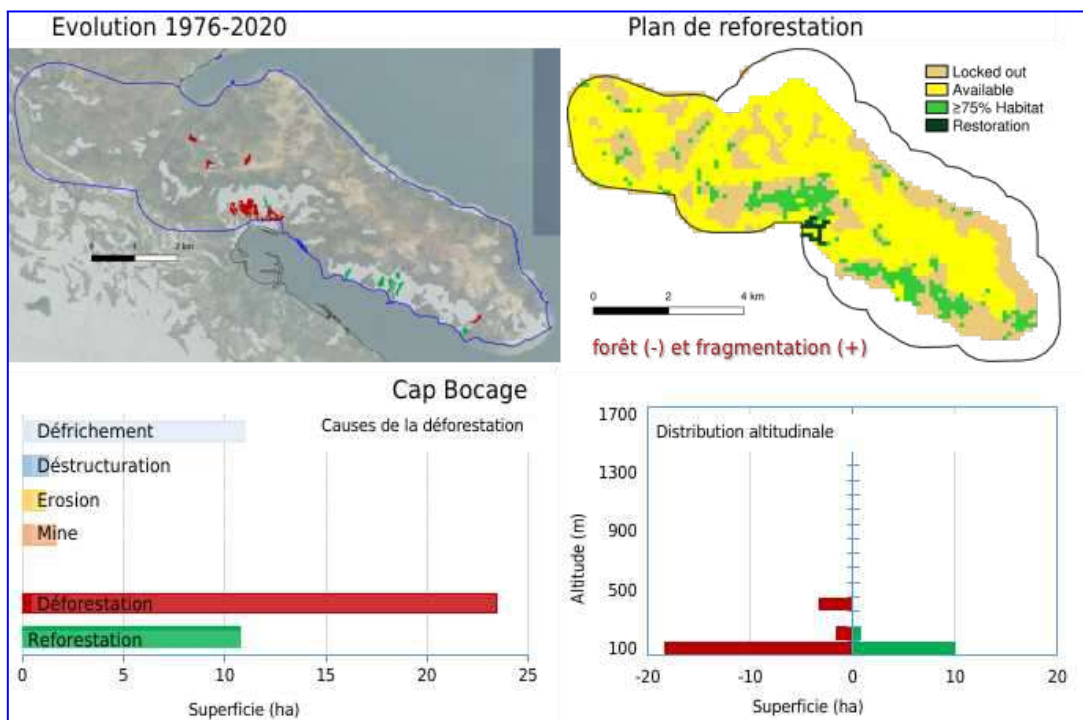 Evolution 1976-2020
Plan de reforestation
Locked out
Available
≥75% Habitat
Restoration
2 km
0 2 4 km
forêt (-) et fragmentation (+)
Cap Bocage
Causes de la déforestation
Défrichement
Déstructuration
Erosion
Mine
Déforestation
Reforestation
0 5 10 15 20 25
Superficie (ha)
Distribution altitudinale
Altitude (m)
1700
1300
900
500
100
-20 -10 0 10 20
Superficie (ha)